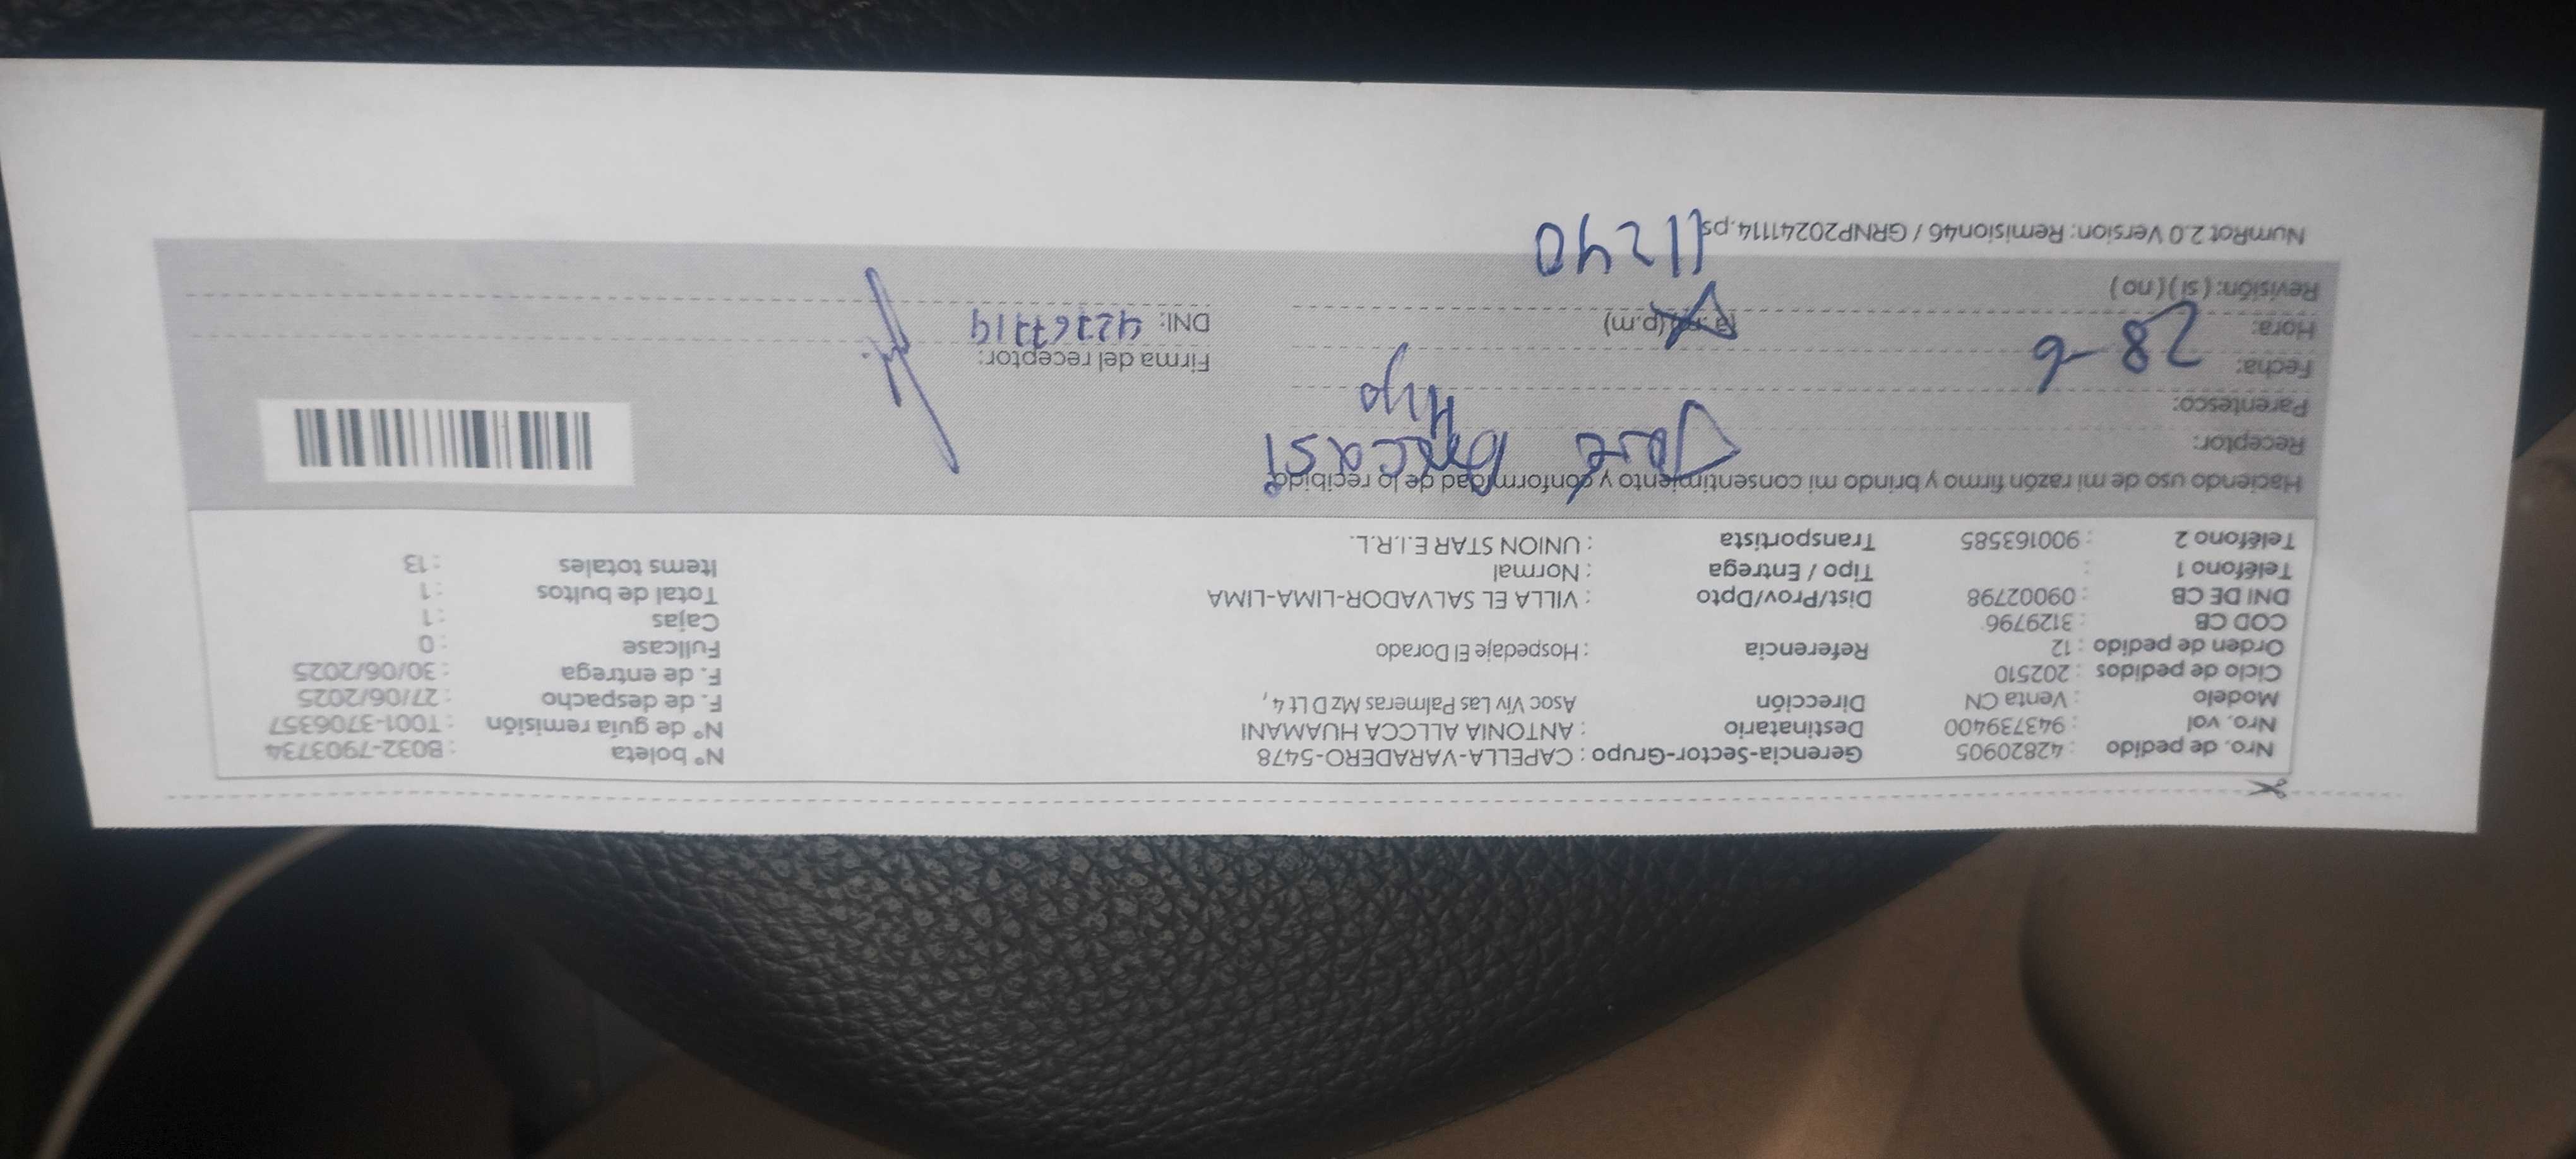 Nro. de pedido : 42820905 Gerencia-Sector-Grupo : CAPELLA-VARADERO-5478 N° boleta : B032-7903734
Nro. vol : 943739400 Destinatario : ANTONIA ALLCCA HUAMANI N° de guía remisión : T001-3706357
Modelo : Venta CN Dirección Asoc Viv Las Palmeras Mz D Lt 4 , F. de despacho : 27/06/2025
Ciclo de pedidos : 202510 F. de entrega : 30/06/2025
Orden de pedido : 12 Referencia : Hospedaje El Dorado Fullcase : 0
COD CB : 3129796 Cajas : 1
DNI DE CB : 09002798 Dist/Prov/Dpto : VILLA EL SALVADOR-LIMA-LIMA Total de bultos : 1
Teléfono 1 : Tipo / Entrega : Normal Items totales : 13
Teléfono 2 : 900163585 Transportista : UNION STAR E.I.R.L.
Haciendo uso de mi razón firmo y brindo mi consentimiento y conformidad de lo recibido
Receptor: Jose
Parentesco: Hijo
Fecha: 28-6 Firma del receptor:
Hora: (a.m) (p.m) DNI:
Revisión: ( si ) ( no )
11240
NumRot 2.0 Version: Remision46 / GRNP20241114.ps